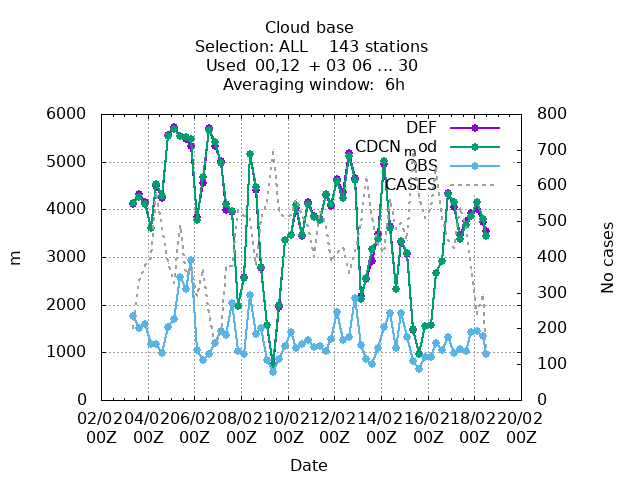 Cloud base
Selection: ALL 143 stations
Used 00,12 + 03 06 ... 30
Averaging window: 6h
6000
5000
4000
3000
2000
1000
0
m
800
700
600
500
400
300
200
100
0
No cases
DEF
CDCN_mod
OBS
CASES
02/02 04/02 06/02 08/02 10/02 12/02 14/02 16/02 18/02 20/02
00Z 00Z 00Z 00Z 00Z 00Z 00Z 00Z 00Z 00Z
Date